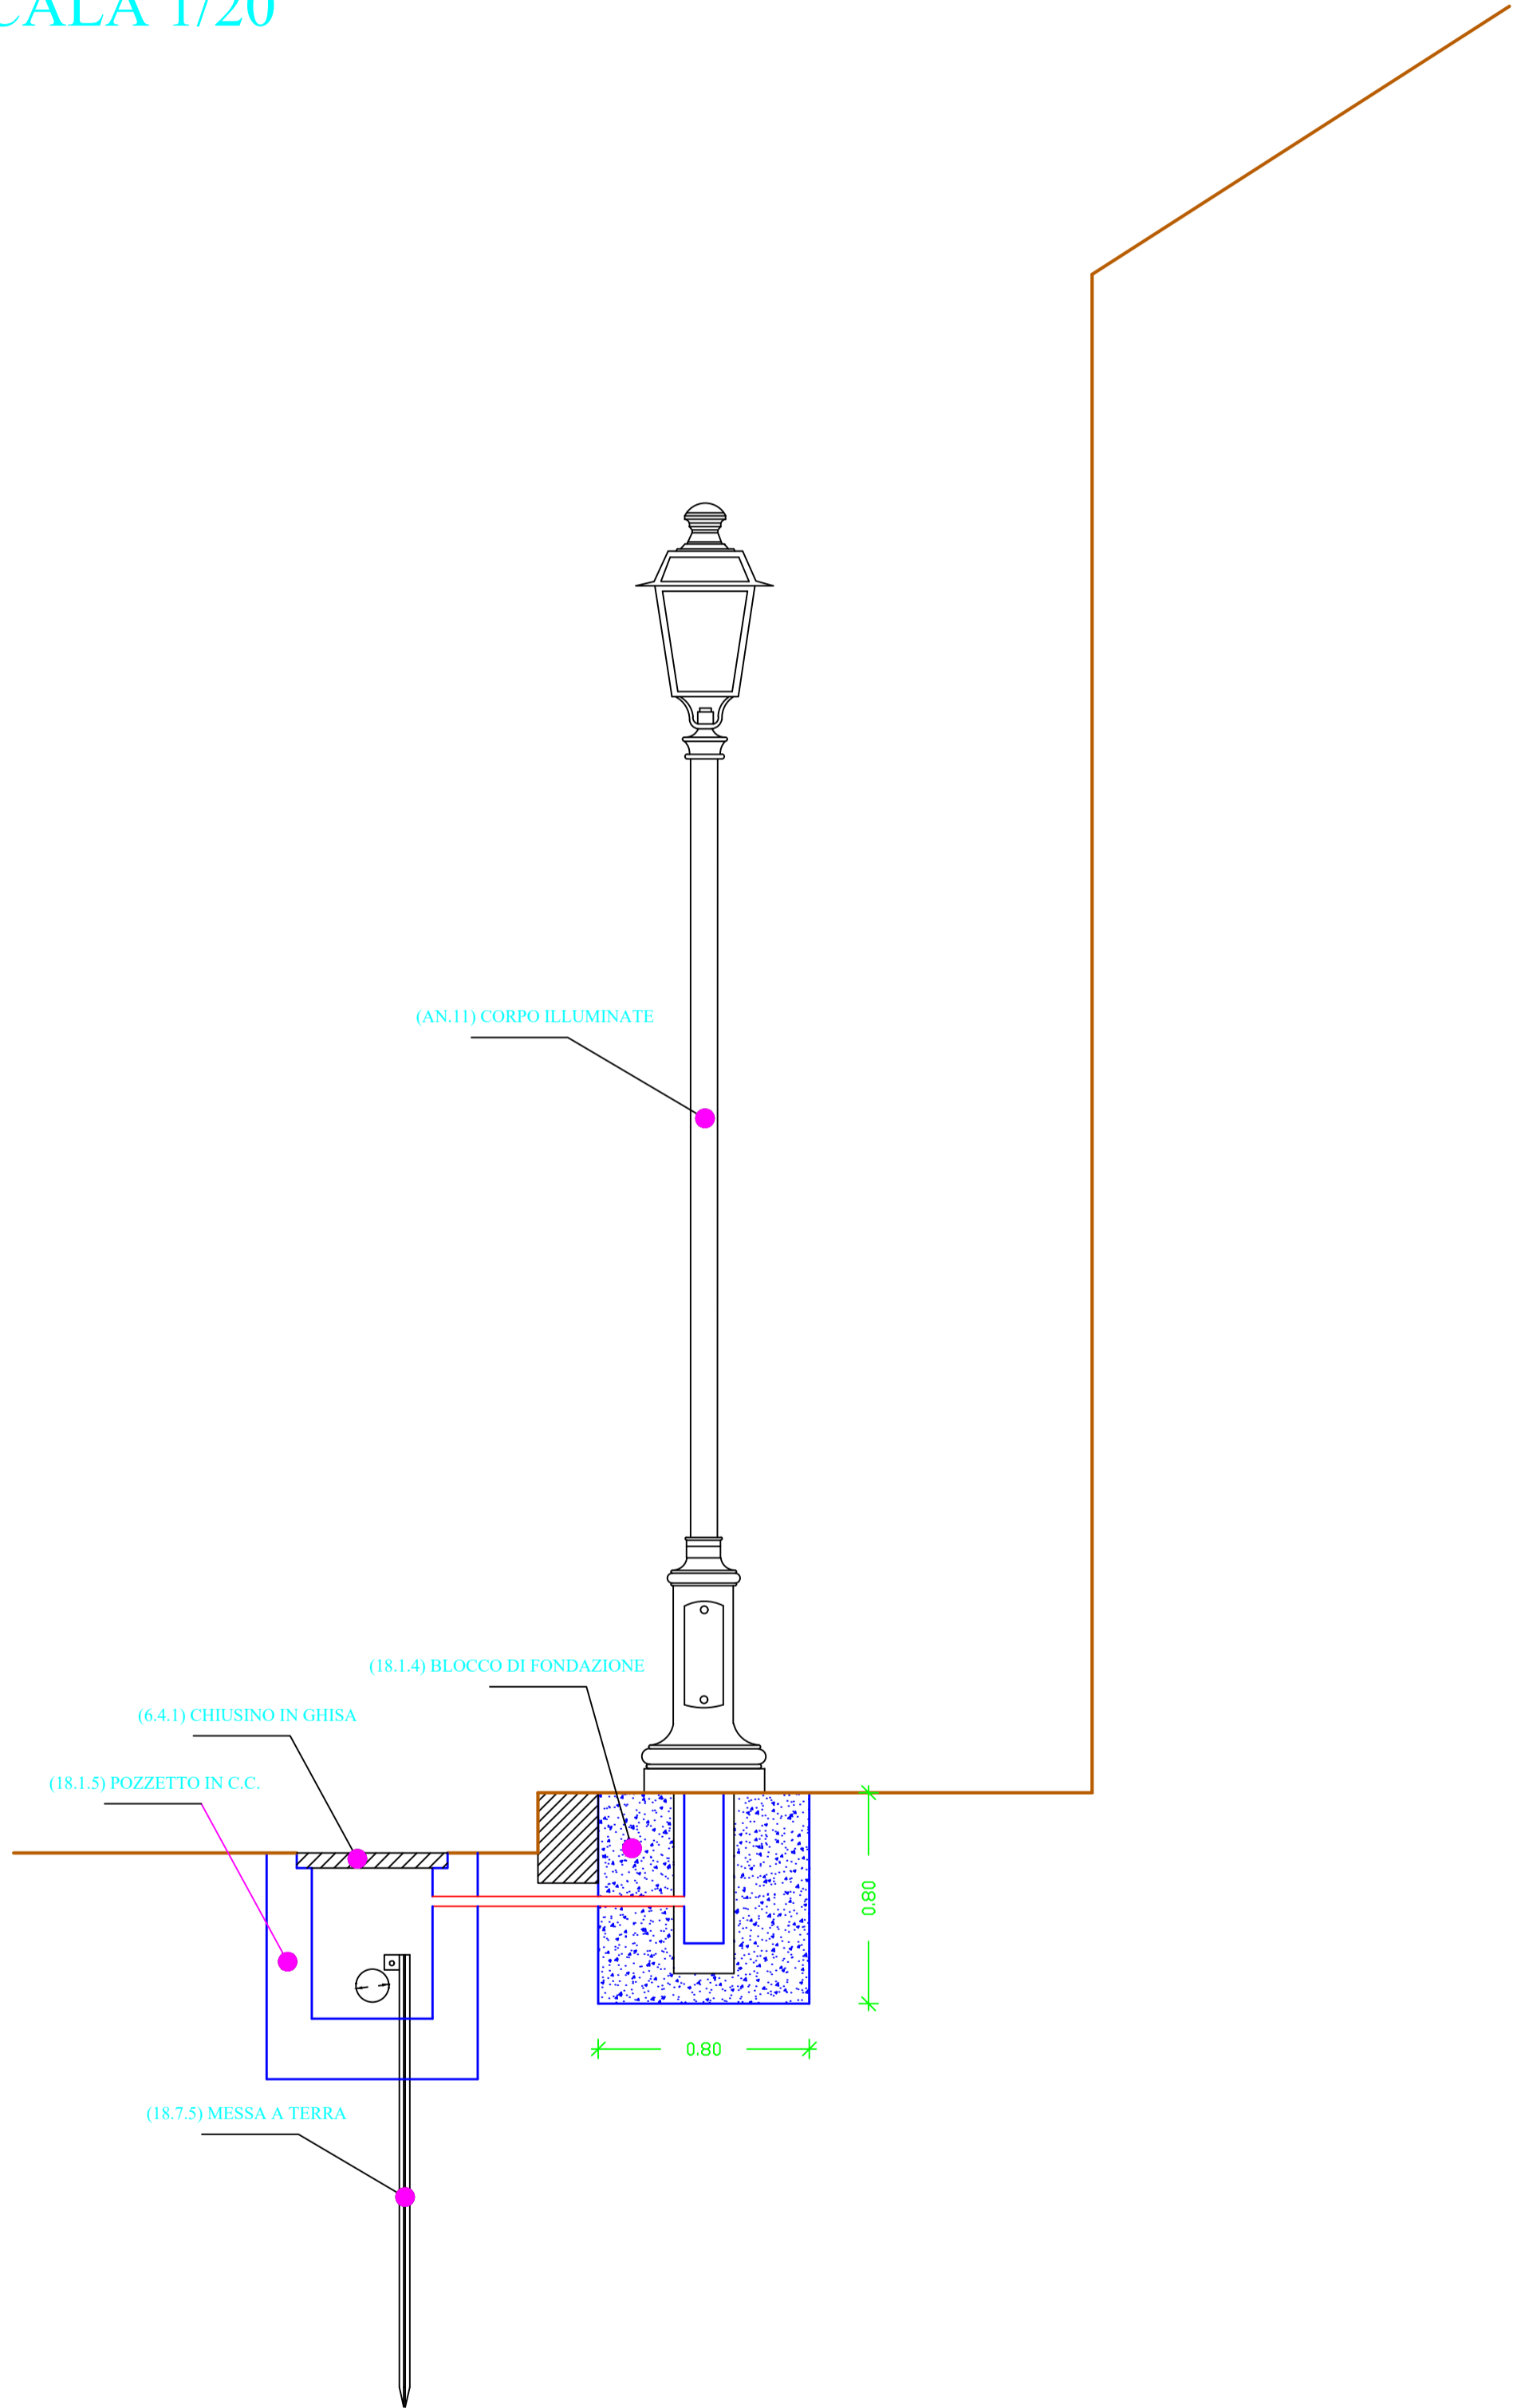 CALA 1/20
(AN.11) CORPO ILLUMINATE
(18.1.4) BLOCCO DI FONDAZIONE
(6.4.1) CHIUSINO IN GHISA
(18.1.5) POZZETTO IN C.C.
0.80
0.80
(18.7.5) MESSA A TERRA